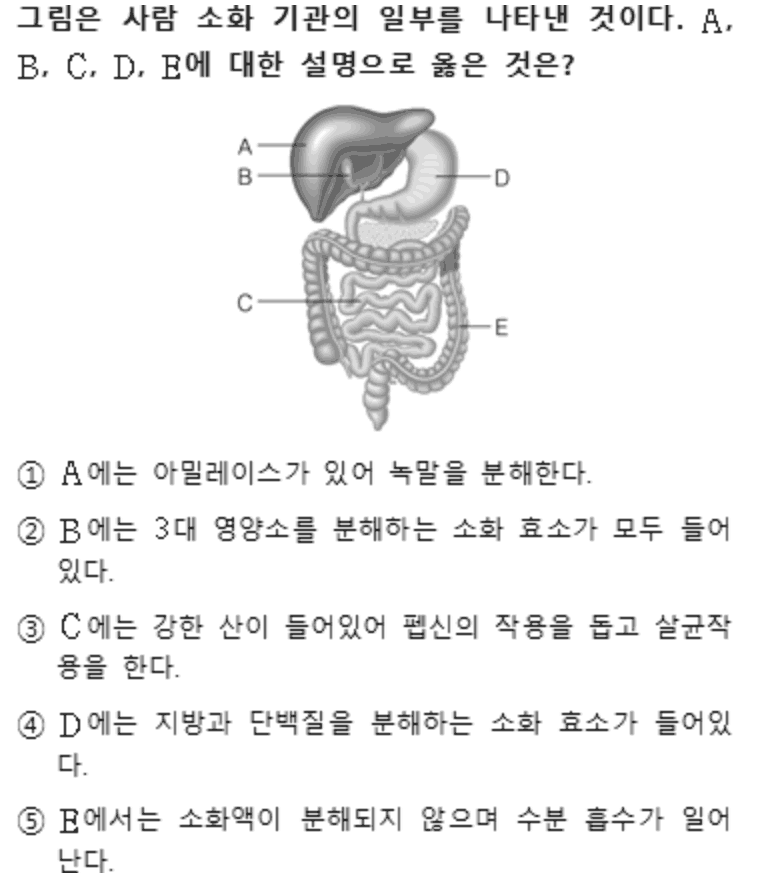 그림은 사람 소화 기관의 일부를 나타낸 것이다. A,
B, C, D, E에 대한 설명으로 옳은 것은?
A
B
D
C
E
① A에는 아밀레이스가 있어 녹말을 분해한다.
② B에는 3대 영양소를 분해하는 소화 효소가 모두 들어
있다.
③ C에는 강한 산이 들어있어 펩신의 작용을 돕고 살균작
용을 한다.
④ D에는 지방과 단백질을 분해하는 소화 효소가 들어있
다.
⑤ E에서는 소화액이 분해되지 않으며 수분 흡수가 일어
난다.